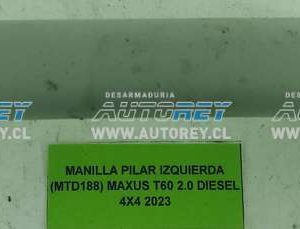 DESARMADURIA
AUTOREY
WWW.AUTOREY.CL
MANILLA PILAR IZQUIERDA
(MTD188) MAXUS T60 2.0 DIESEL
4X4 2023